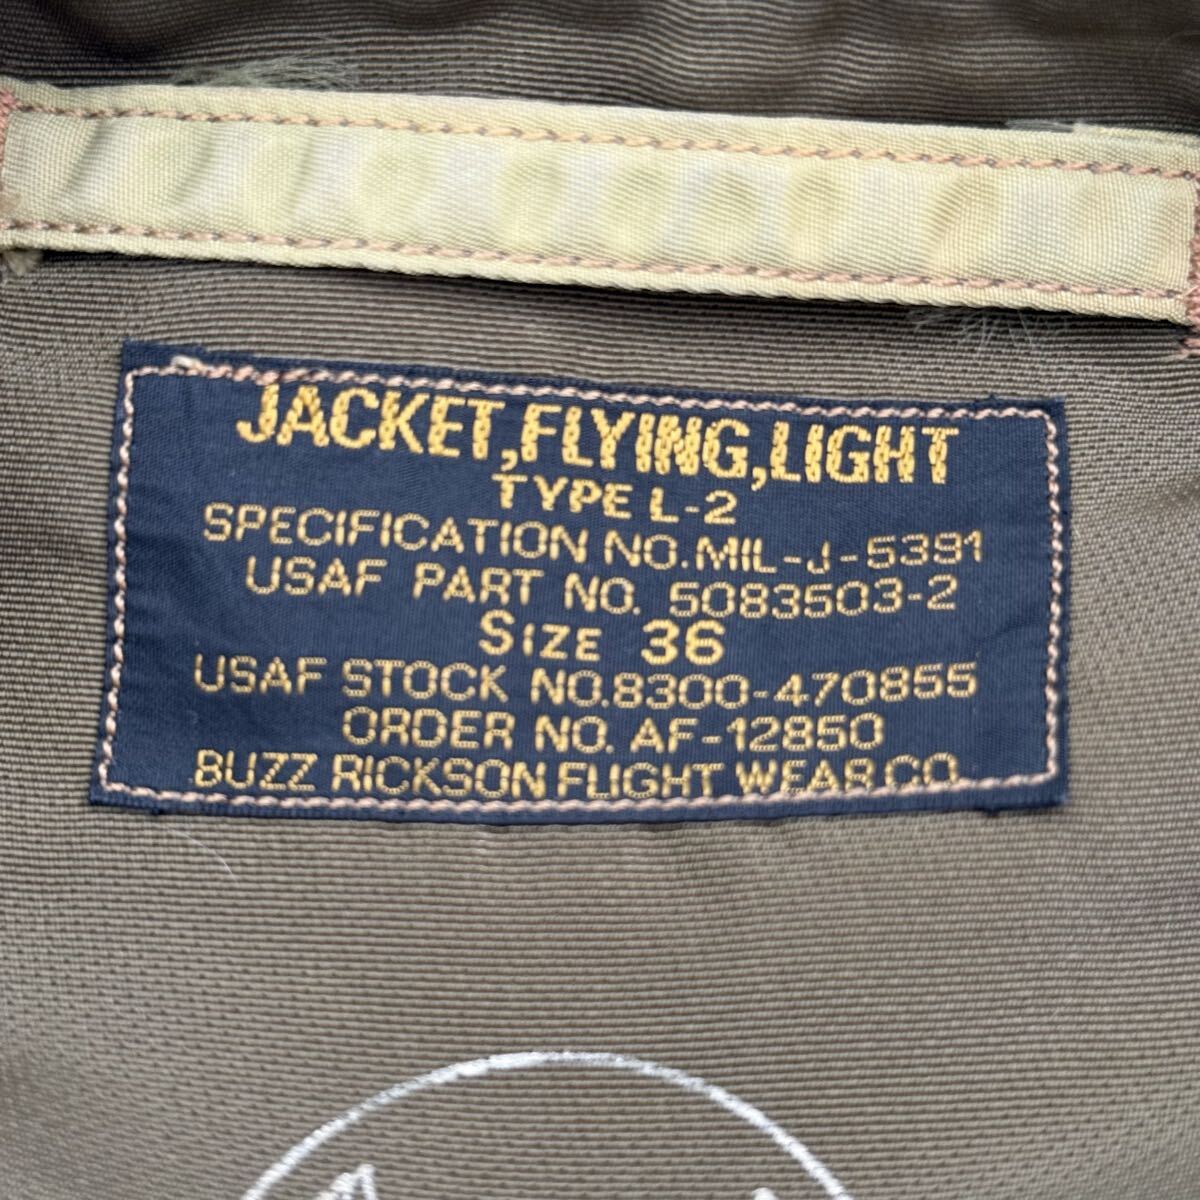 JACKET,FLYING,LIGHT
TYPE L-2
SPECIFICATION NO.MIL-J-5391
USAF PART NO. 5083503-2
SIZE 36
USAF STOCK NO.8300-470855
ORDER NO. AF-12850
BUZZ RICKSON FLIGHT WEAR CO.